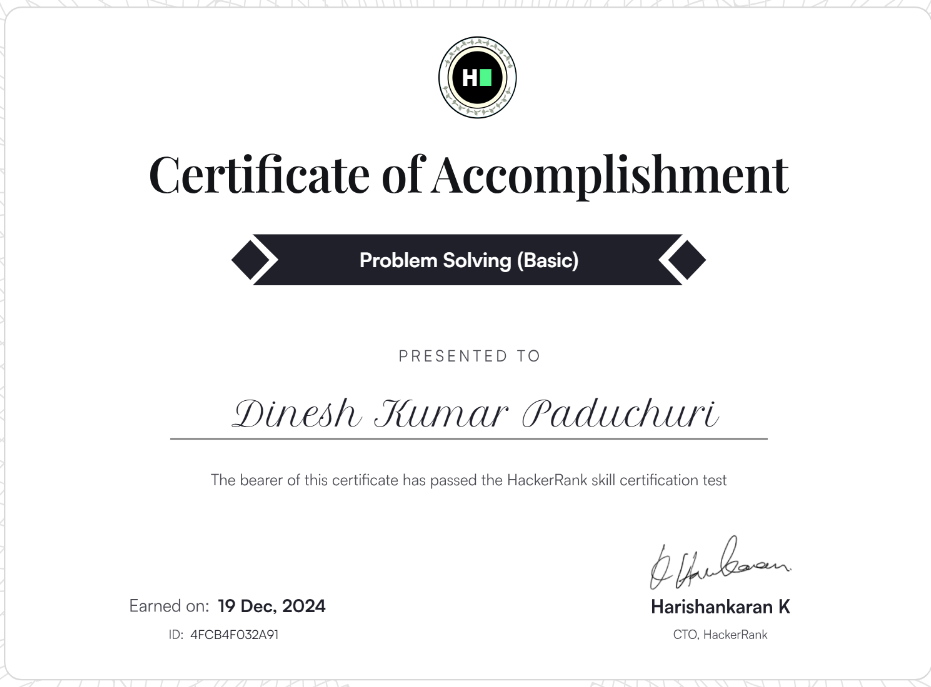 H
Certificate of Accomplishment
Problem Solving (Basic)
PRESENTED TO
Dinesh Kumar Paduchuri
The bearer of this certificate has passed the HackerRank skill certification test
Earned on: 19 Dec, 2024
ID: 4FCB4F032A91
Harishankaran K
CTO, HackerRank